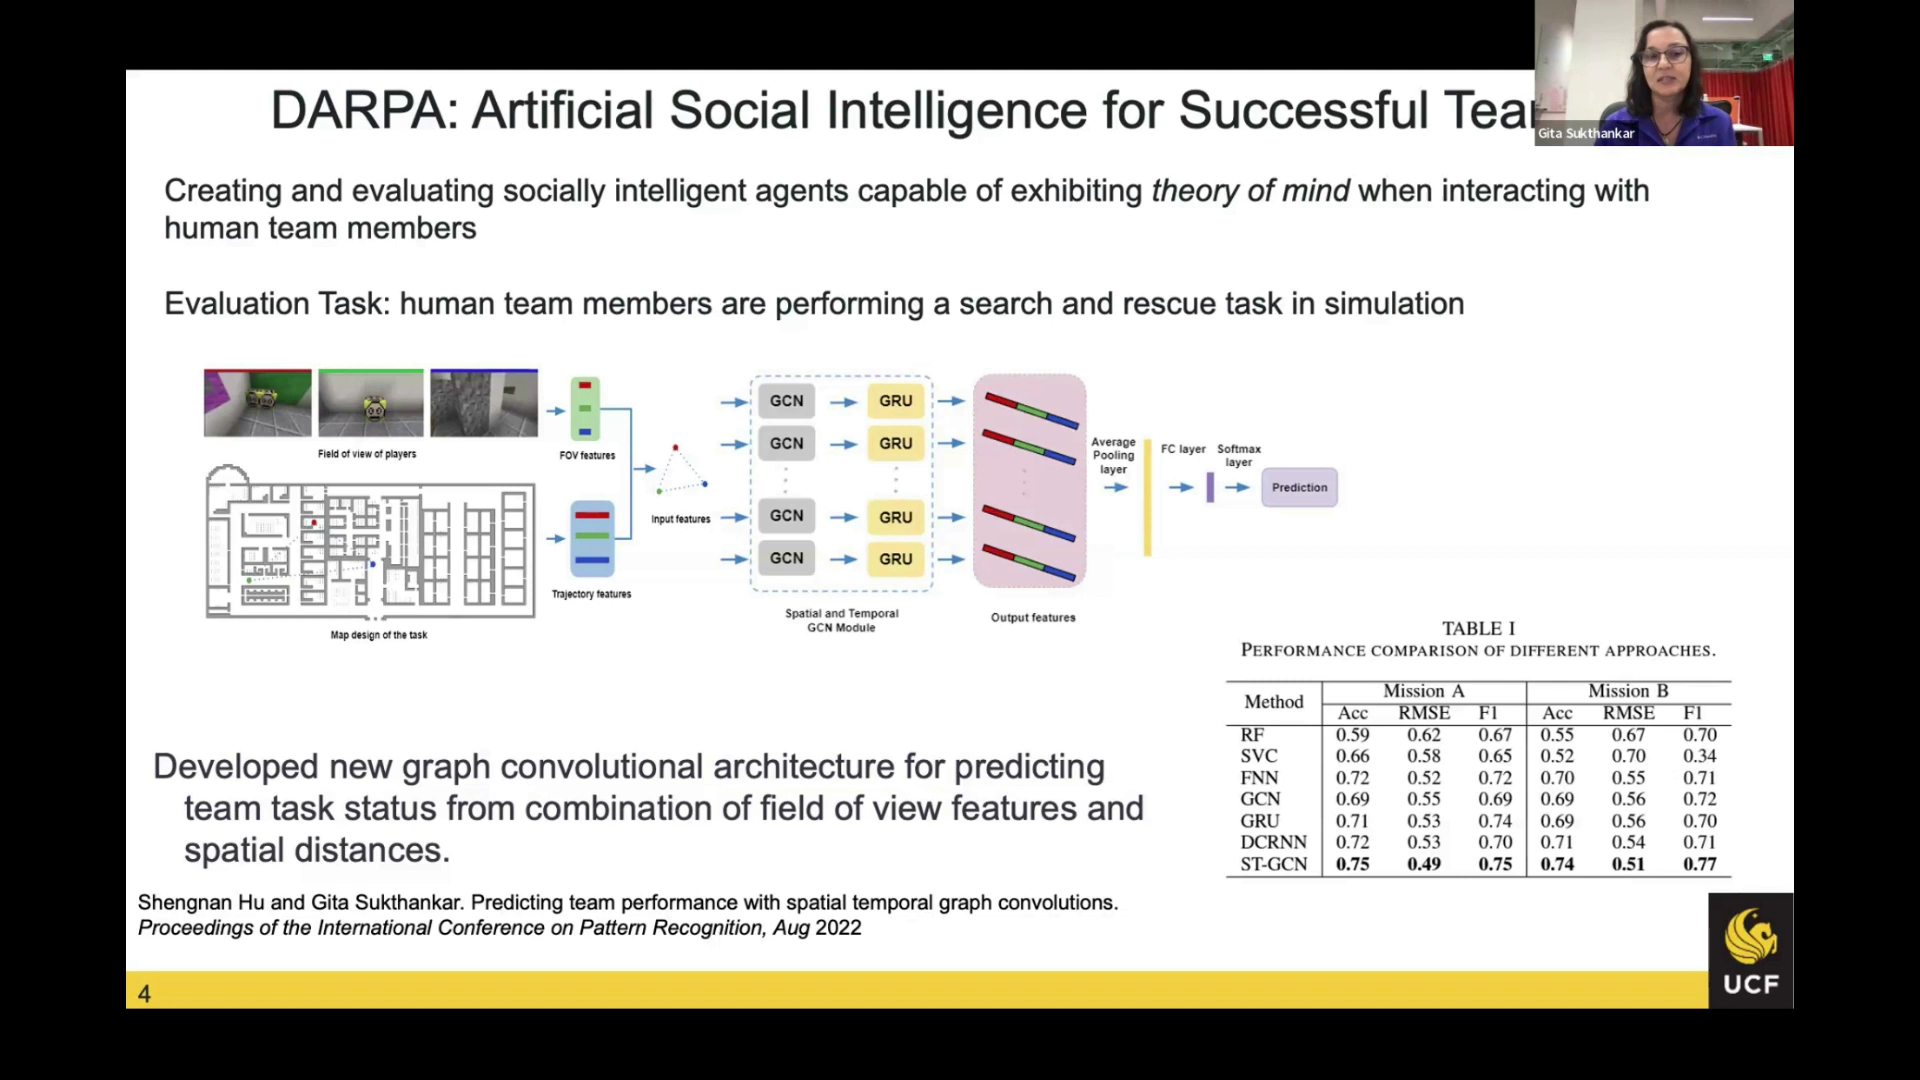 DARPA: Artificial Social Intelligence for Successful Tea
Gita Sukthankar
Creating and evaluating socially intelligent agents capable of exhibiting theory of mind when interacting with
human team members
Evaluation Task: human team members are performing a search and rescue task in simulation
Field of view of players
Map design of the task
FOV features
Trajectory features
Input features
GCN GRU
GCN GRU
GCN GRU
GCN GRU
Spatial and Temporal
GCN Module
Output features
Average
Pooling
layer
FC layer
Softmax
layer
Prediction
TABLE I
PERFORMANCE COMPARISON OF DIFFERENT APPROACHES.
Method Mission A Mission B
Acc RMSE F1 Acc RMSE F1
RF 0.59 0.62 0.67 0.55 0.67 0.70
SVC 0.66 0.58 0.65 0.52 0.70 0.34
FNN 0.72 0.52 0.72 0.70 0.55 0.71
GCN 0.69 0.55 0.69 0.69 0.56 0.72
GRU 0.71 0.53 0.74 0.69 0.56 0.70
DCRNN 0.72 0.53 0.70 0.71 0.54 0.71
ST-GCN 0.75 0.49 0.75 0.74 0.51 0.77
Developed new graph convolutional architecture for predicting
team task status from combination of field of view features and
spatial distances.
Shengnan Hu and Gita Sukthankar. Predicting team performance with spatial temporal graph convolutions.
Proceedings of the International Conference on Pattern Recognition, Aug 2022
4
UCF